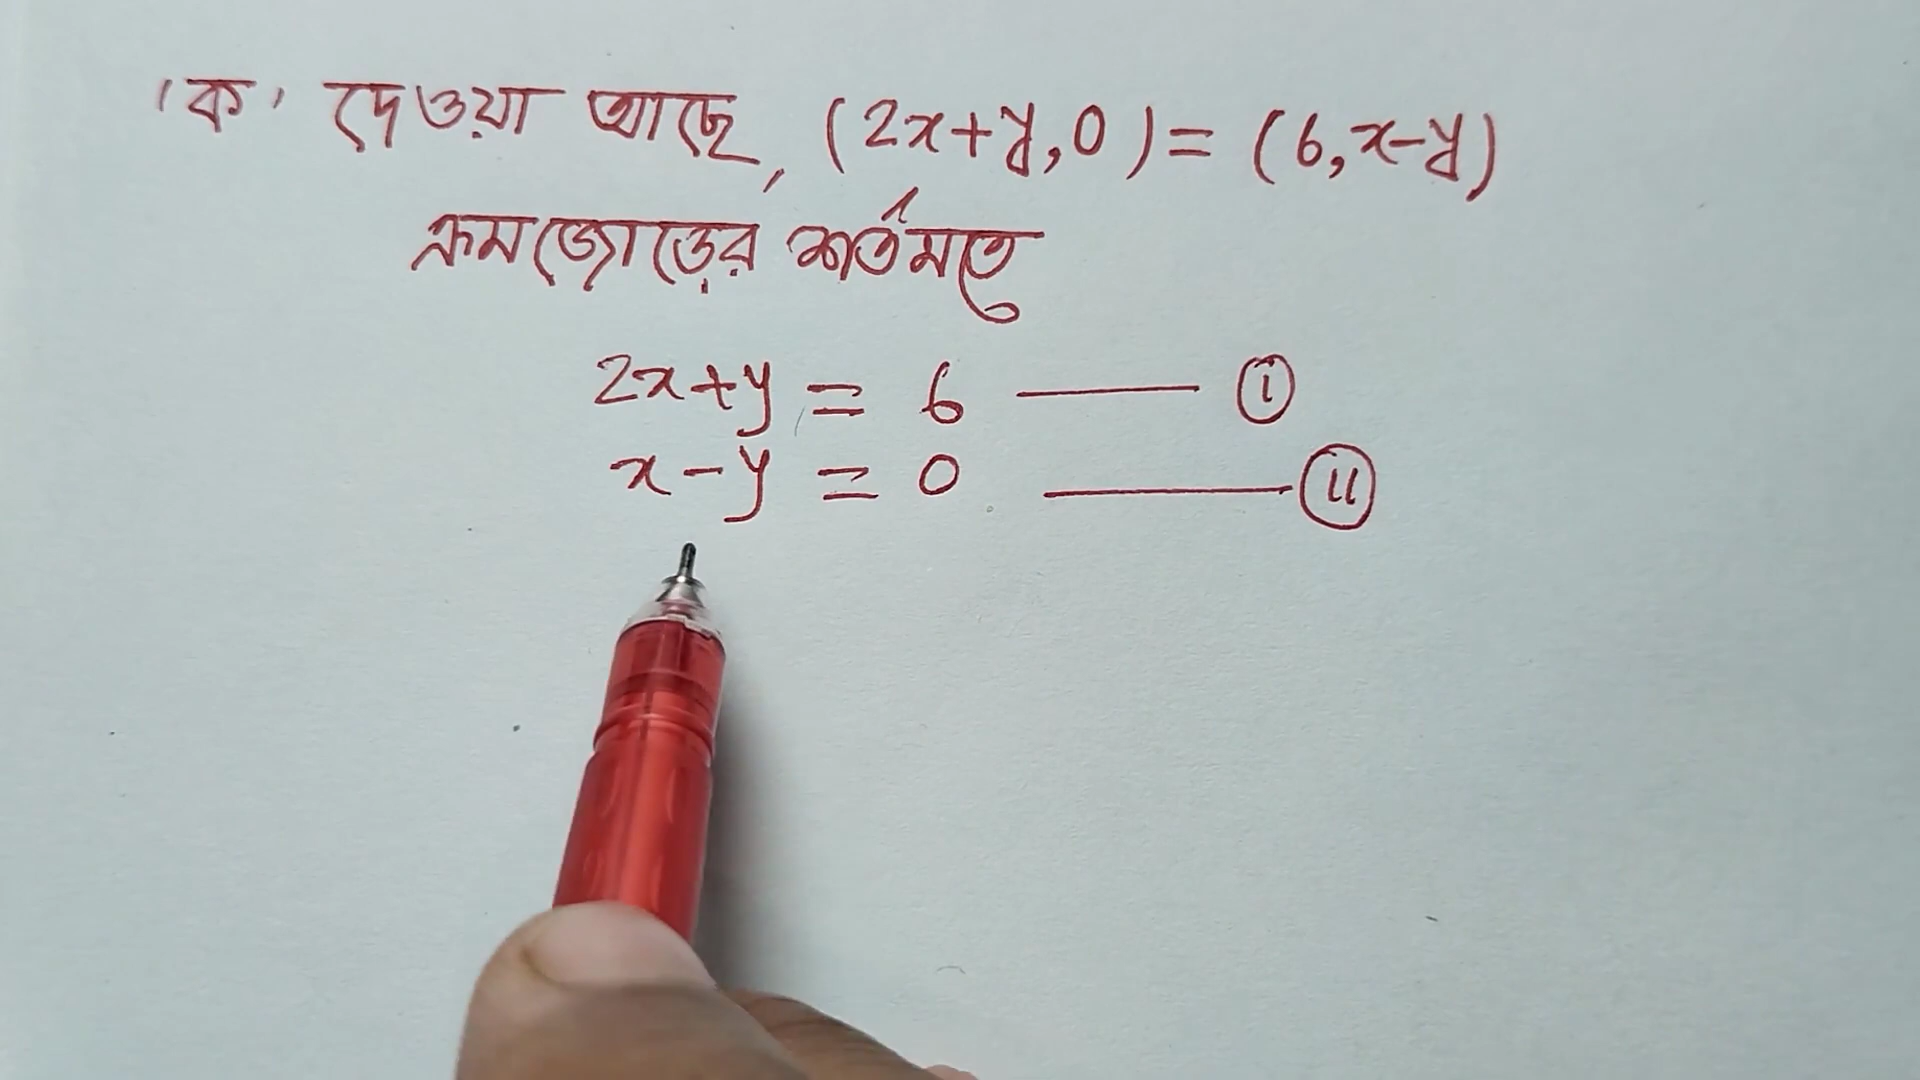 'ক' দেওয়া আছে, (2x+y,0)= (6,x-y)
ক্রমজোড়ের শর্তমতে
2x+y = 6 —— (i)
x-y = 0 —— (ii)